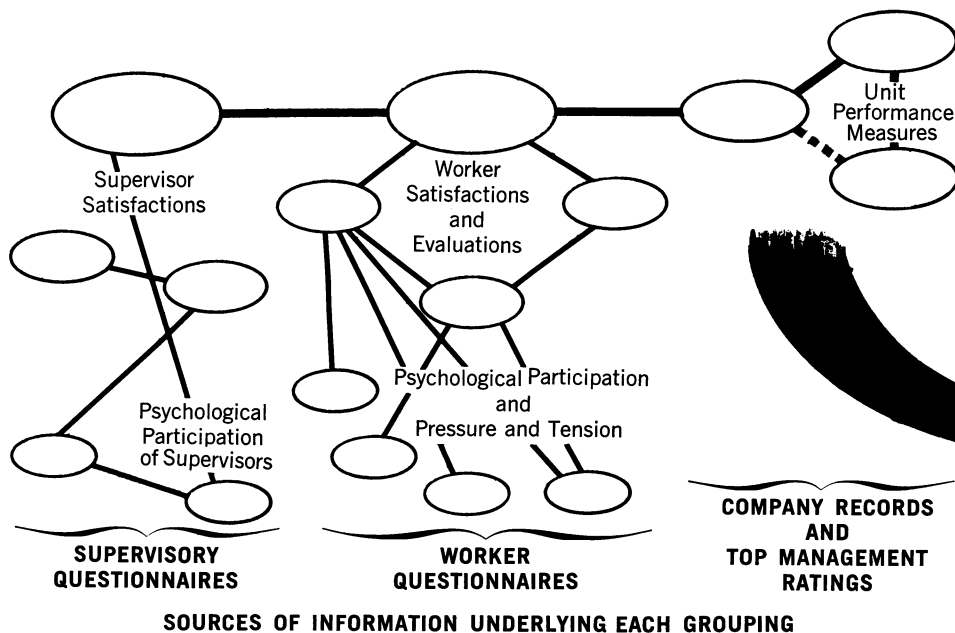 Supervisor
Satisfactions
Psychological
Participation
of Supervisors
SUPERVISORY
QUESTIONNAIRES
Worker
Satisfactions
and
Evaluations
Psychological Participation
and
Pressure and Tension
WORKER
QUESTIONNAIRES
Unit
Performance
Measures
COMPANY RECORDS
AND
TOP MANAGEMENT
RATINGS
SOURCES OF INFORMATION UNDERLYING EACH GROUPING